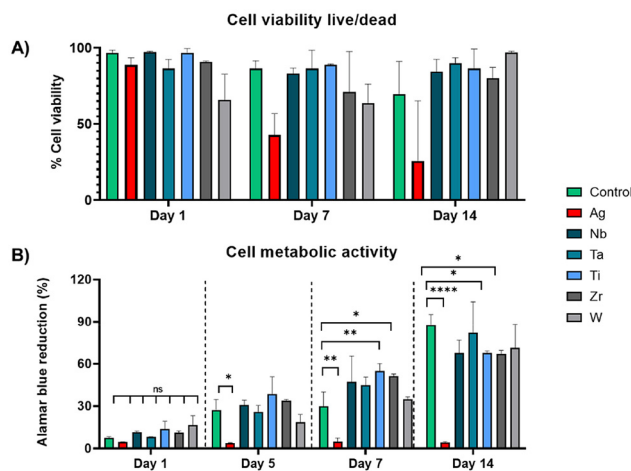 Cell viability live/dead
A)
% Cell viability
100
50
0
Day 1
Day 7
Day 14
Control
Ag
Nb
Ta
Ti
Zr
W
B)
Cell metabolic activity
Alamar blue reduction (%)
120
90
60
30
0
ns
*
*
**
**
*
*
****
Day 1
Day 5
Day 7
Day 14